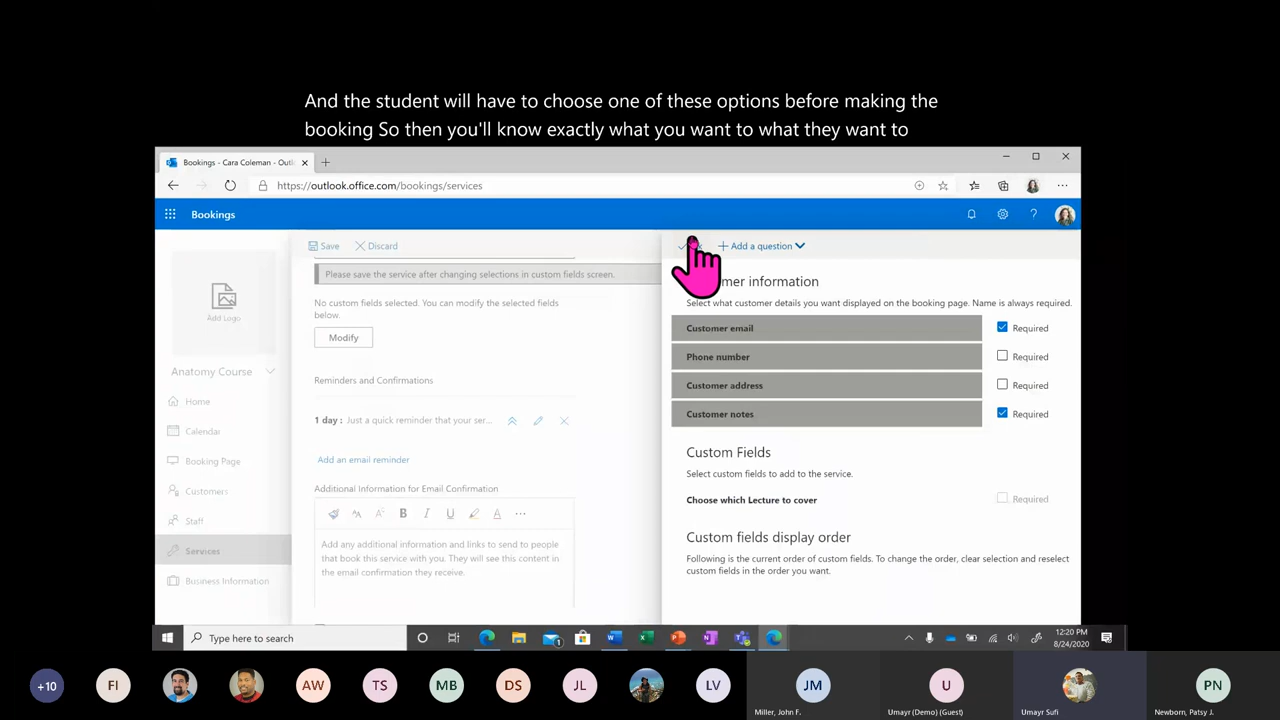 And the student will have to choose one of these options before making the
booking So then you'll know exactly what you want to what they want to
Bookings - Cara Coleman - Outl
https://outlook.office.com/bookings/services
Bookings
Save
Discard
Add a question
Please save the service after changing selections in custom fields screen.
No custom fields selected. You can modify the selected fields
below.
Modify
Reminders and Confirmations
1 day : Just a quick reminder that your ser...
Add an email reminder
Additional Information for Email Confirmation
B I U A ...
Add any additional information and links to send to people
that book this service with you. They will see this content in
the email confirmation they receive.
Add Logo
Anatomy Course
Home
Calendar
Booking Page
Customers
Staff
Services
Business Information
mer information
Select what customer details you want displayed on the booking page. Name is always required.
Customer email Required
Phone number Required
Customer address Required
Customer notes Required
Custom Fields
Select custom fields to add to the service.
Choose which Lecture to cover Required
Custom fields display order
Following is the current order of custom fields. To change the order, clear selection and reselect
custom fields in the order you want.
Type here to search
12:20 PM
8/24/2020
+10 FI AW TS MB DS JL LV JM U PN
Miller, John F. Umayr (Demo) (Guest) Umayr Sufi Newborn, Patsy J.